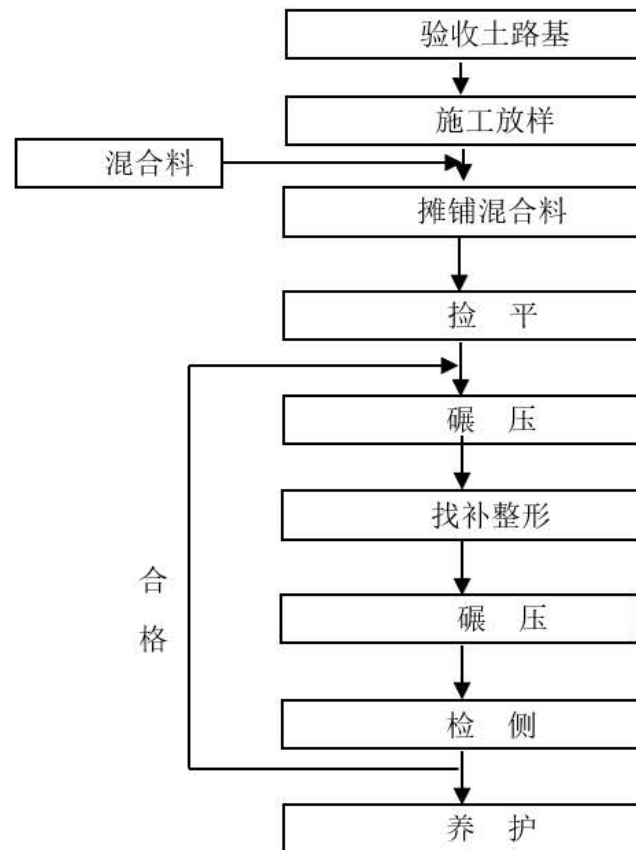 验收土路基
施工放样
混合料
摊铺混合料
捡 平
碾 压
找补整形
合
格
碾 压
检 侧
养 护